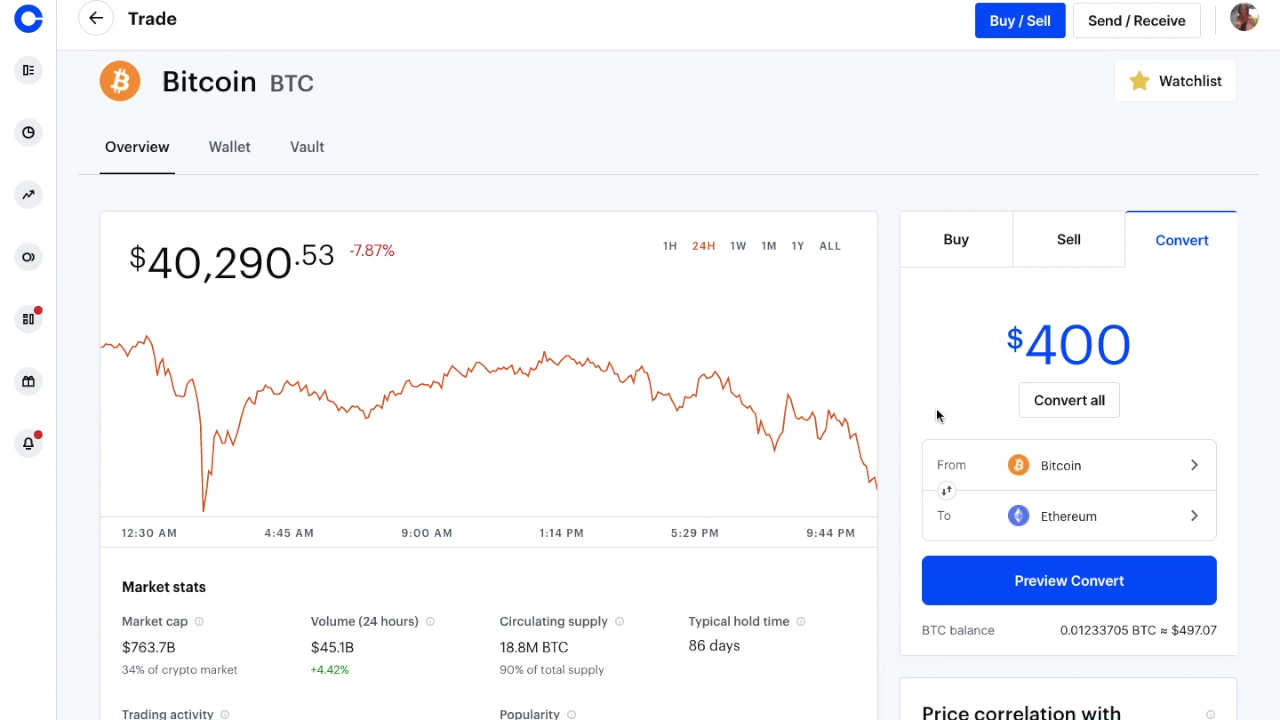 Trade
Buy / Sell
Send / Receive
Bitcoin BTC
Watchlist
Overview
Wallet
Vault
$40,290.53 -7.87%
1H 24H 1W 1M 1Y ALL
12:30 AM 4:45 AM 9:00 AM 1:14 PM 5:29 PM 9:44 PM
Buy
Sell
Convert
$400
Convert all
From Bitcoin
To Ethereum
Preview Convert
BTC balance 0.01233705 BTC ≈ $497.07
Market stats
Market cap
$763.7B
34% of crypto market
Volume (24 hours)
$45.1B
+4.42%
Circulating supply
18.8M BTC
90% of total supply
Typical hold time
86 days
Trading activity
Popularity
Price correlation with